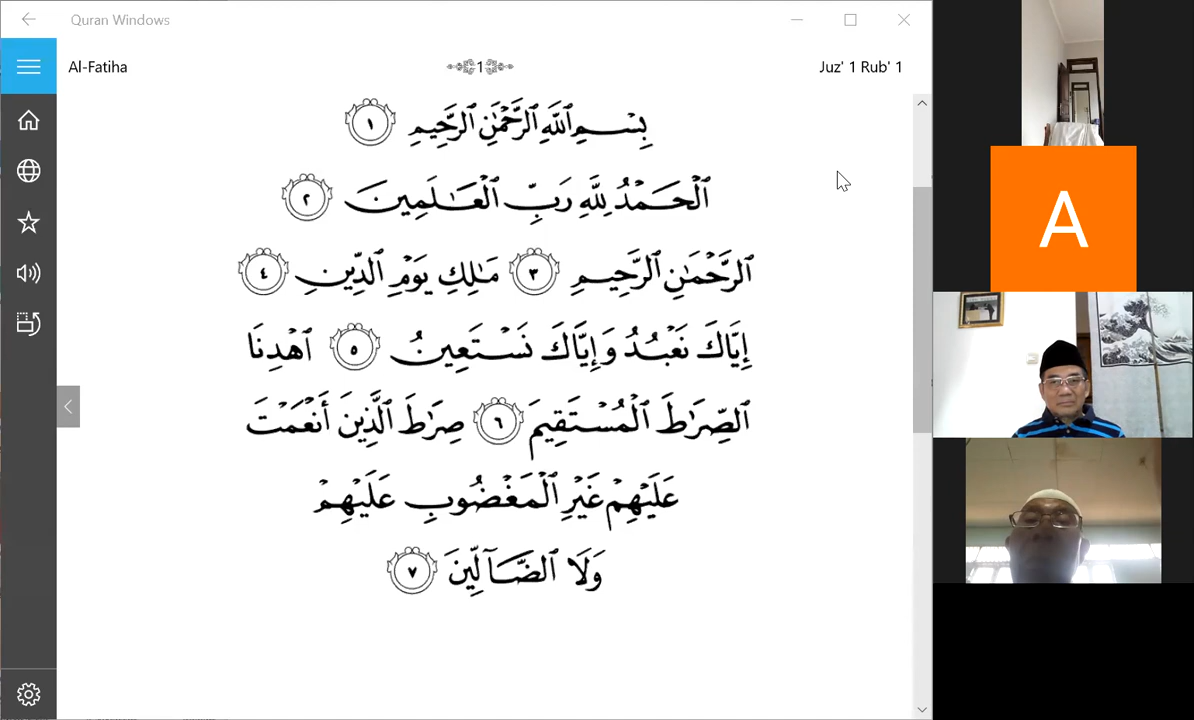 Quran Windows
Al-Fatiha
1
Juz' 1 Rub' 1
بِسْمِ ٱللَّهِ ٱلرَّحْمَٰنِ ٱلرَّحِيمِ ١
ٱلْحَمْدُ لِلَّهِ رَبِّ ٱلْعَٰلَمِينَ ٢
ٱلرَّحْمَٰنِ ٱلرَّحِيمِ ٣ مَٰلِكِ يَوْمِ ٱلدِّينِ ٤
إِيَّاكَ نَعْبُدُ وَإِيَّاكَ نَسْتَعِينُ ٥ ٱهْدِنَا
ٱلصِّرَٰطَ ٱلْمُسْتَقِيمَ ٦ صِرَٰطَ ٱلَّذِينَ أَنْعَمْتَ
عَلَيْهِمْ غَيْرِ ٱلْمَغْضُوبِ عَلَيْهِمْ
وَلَا ٱلضَّآلِّينَ ٧
A